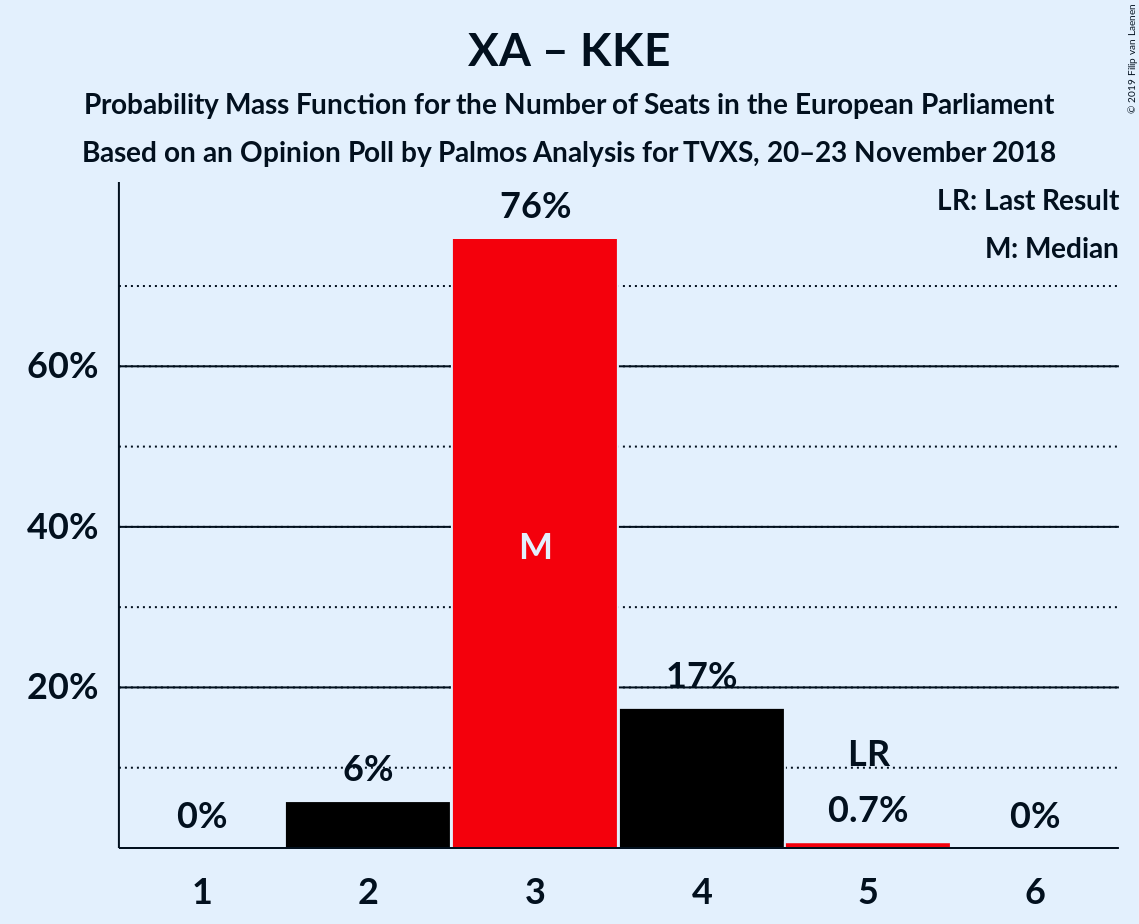 XA – KKE
Probability Mass Function for the Number of Seats in the European Parliament
Based on an Opinion Poll by Palmos Analysis for TVXS, 20–23 November 2018
© 2019 Filip van Laenen
LR: Last Result
M: Median
76%
60%
40%
20%
M
17%
LR
6%
0%
0.7%
0%
1 2 3 4 5 6